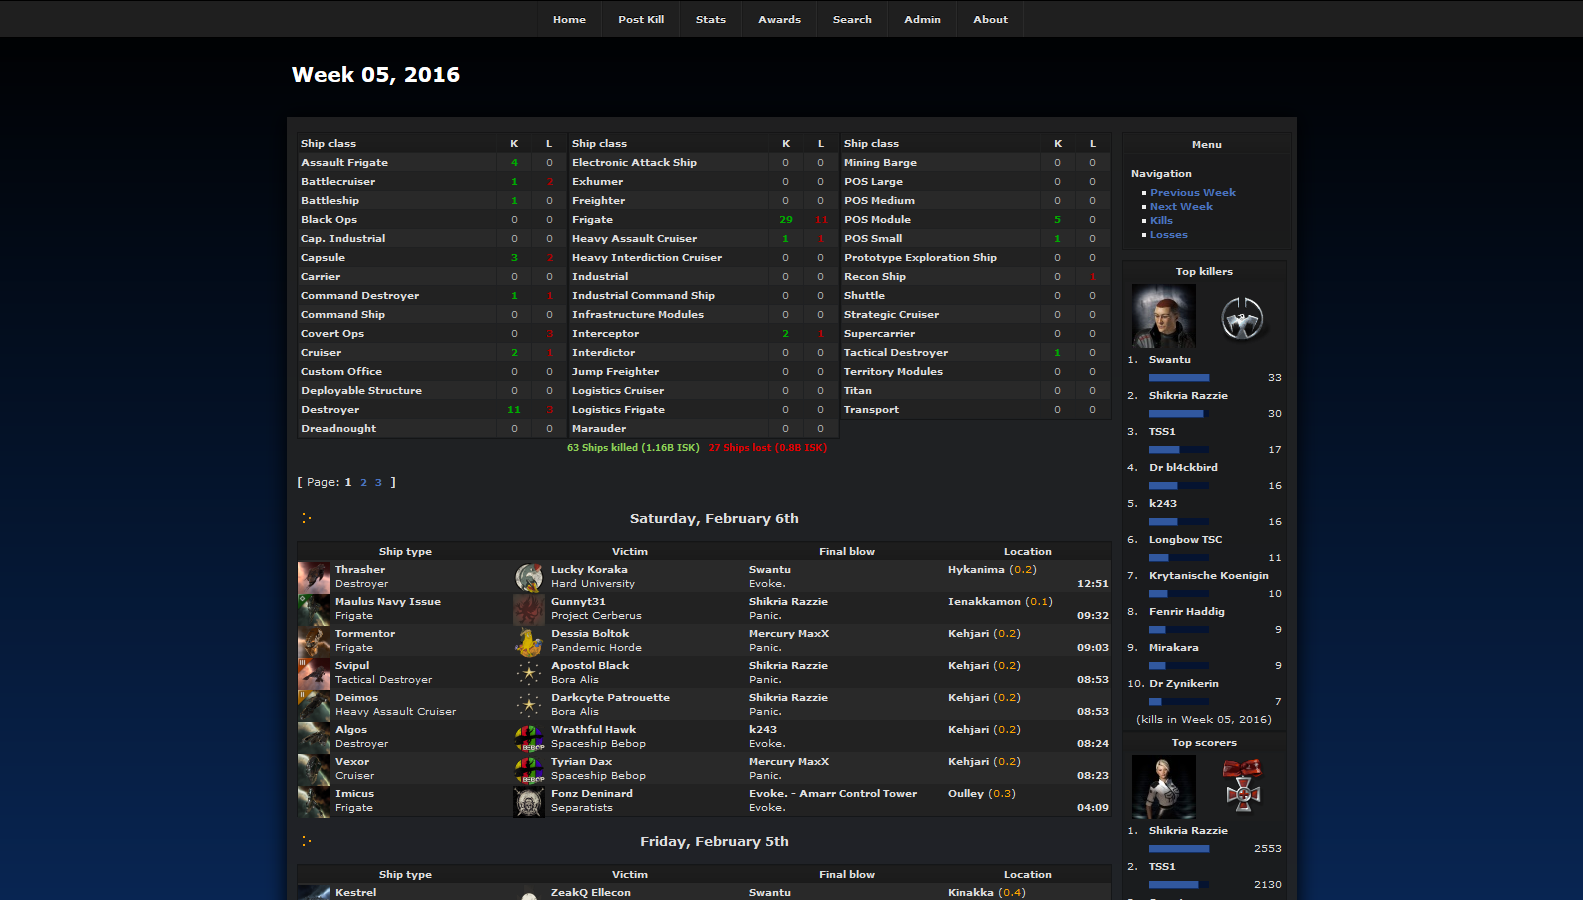 Home Post Kill Stats Awards Search Admin About
Week 05, 2016
Ship class K L Ship class K L Ship class K L
Assault Frigate 4 0 Electronic Attack Ship 0 0 Mining Barge 0 0
Battlecruiser 1 2 Exhumer 0 0 POS Large 0 0
Battleship 1 0 Freighter 0 0 POS Medium 0 0
Black Ops 0 0 Frigate 29 11 POS Module 5 0
Cap. Industrial 0 0 Heavy Assault Cruiser 1 1 POS Small 1 0
Capsule 3 2 Heavy Interdiction Cruiser 0 0 Prototype Exploration Ship 0 0
Carrier 0 0 Industrial 0 0 Recon Ship 0 1
Command Destroyer 1 1 Industrial Command Ship 0 0 Shuttle 0 0
Command Ship 0 0 Infrastructure Modules 0 0 Strategic Cruiser 0 0
Covert Ops 0 3 Interceptor 2 1 Supercarrier 0 0
Cruiser 2 1 Interdictor 0 0 Tactical Destroyer 1 0
Custom Office 0 0 Jump Freighter 0 0 Territory Modules 0 0
Deployable Structure 0 0 Logistics Cruiser 0 0 Titan 0 0
Destroyer 11 3 Logistics Frigate 0 0 Transport 0 0
Dreadnought 0 0 Marauder 0 0
63 Ships killed (1.16B ISK) 27 Ships lost (0.8B ISK)
[ Page: 1 2 3 ]
Saturday, February 6th
Ship type Victim Final blow Location
Thrasher Lucky Koraka Swantu Hykanima (0.2)
Destroyer Hard University Evoke. 12:51
Maulus Navy Issue Gunnyt31 Shikria Razzie Ienakkamon (0.1)
Frigate Project Cerberus Panic. 09:32
Tormentor Dessia Boltok Mercury MaxX Kehjari (0.2)
Frigate Pandemic Horde Panic. 09:03
Svipul Apostol Black Shikria Razzie Kehjari (0.2)
Tactical Destroyer Bora Alis Panic. 08:53
Deimos Darkcyte Patrouette Shikria Razzie Kehjari (0.2)
Heavy Assault Cruiser Bora Alis Panic. 08:53
Algos Wrathful Hawk k243 Kehjari (0.2)
Destroyer Spaceship Bebop Evoke. 08:24
Vexor Tyrian Dax Mercury MaxX Kehjari (0.2)
Cruiser Spaceship Bebop Panic. 08:23
Imicus Fonz Deninard Evoke. - Amarr Control Tower Oulley (0.3)
Frigate Separatists Evoke. 04:09
Friday, February 5th
Ship type Victim Final blow Location
Kestrel ZeakQ Ellecon Swantu Kinakka (0.4)
Menu
Navigation
Previous Week
Next Week
Kills
Losses
Top killers
1. Swantu
33
2. Shikria Razzie
30
3. TSS1
17
4. Dr bl4ckbird
16
5. k243
16
6. Longbow TSC
11
7. Krytanische Koenigin
10
8. Fenrir Haddig
9
9. Mirakara
9
10. Dr Zynikerin
7
(kills in Week 05, 2016)
Top scorers
1. Shikria Razzie
2553
2. TSS1
2130